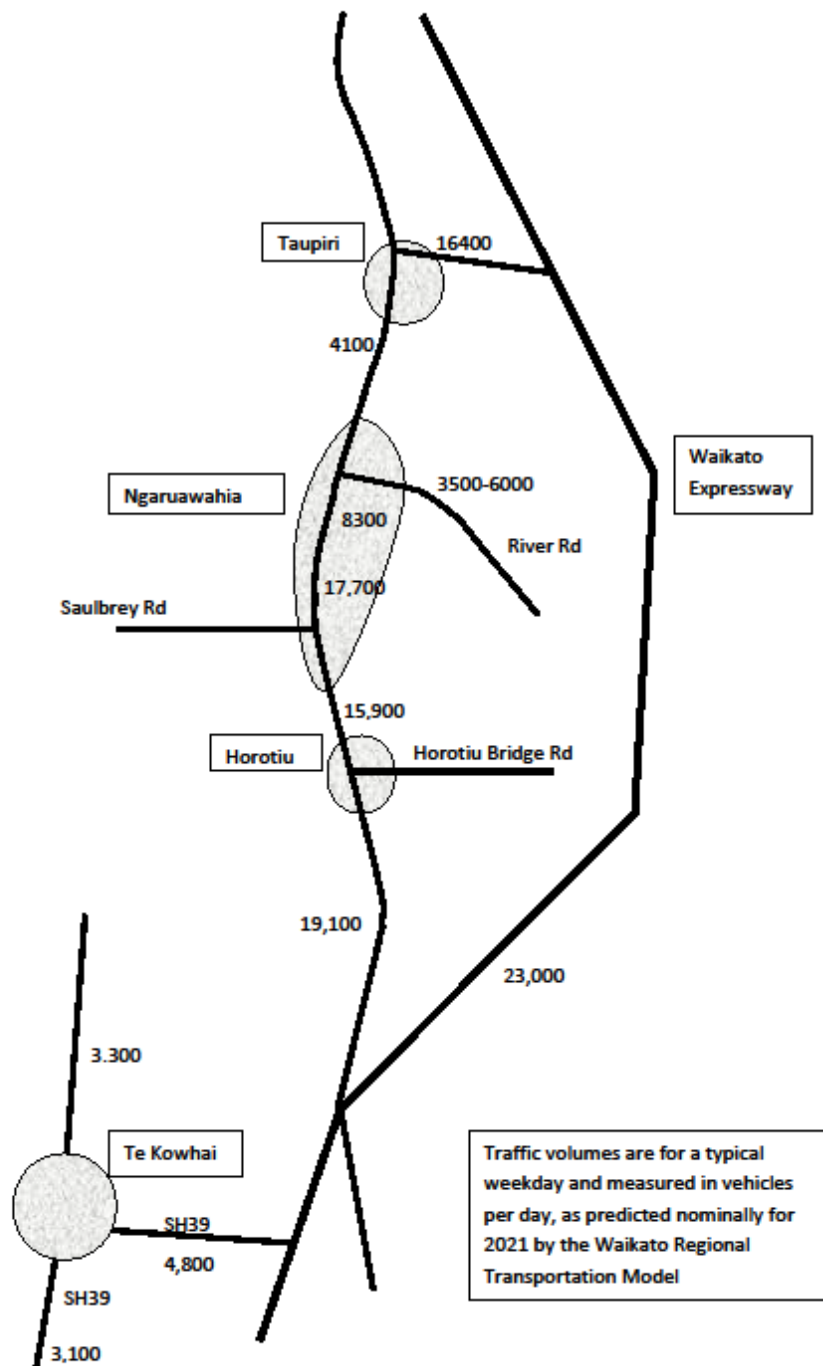 Taupiri
16400
4100
Waikato
Expressway
Ngaruawahia
3500-6000
8300
River Rd
17,700
Saulbrey Rd
15,900
Horotiu
Horotiu Bridge Rd
19,100
23,000
3.300
Te Kowhai
SH39
4,800
SH39
3,100
Traffic volumes are for a typical
weekday and measured in vehicles
per day, as predicted nominally for
2021 by the Waikato Regional
Transportation Model